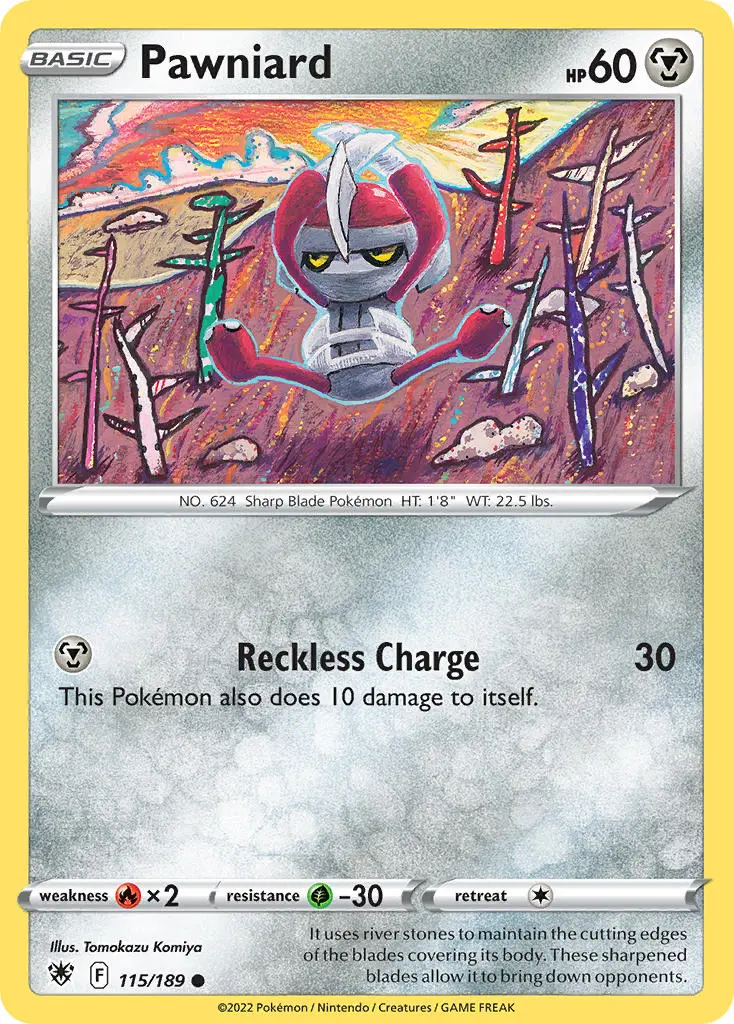 BASIC Pawniard HP 60
NO. 624 Sharp Blade Pokémon HT: 1'8" WT: 22.5 lbs.
Reckless Charge 30
This Pokémon also does 10 damage to itself.
weakness ×2 resistance -30 retreat
Illus. Tomokazu Komiya
F 115/189
It uses river stones to maintain the cutting edges
of the blades covering its body. These sharpened
blades allow it to bring down opponents.
©2022 Pokémon / Nintendo / Creatures / GAME FREAK